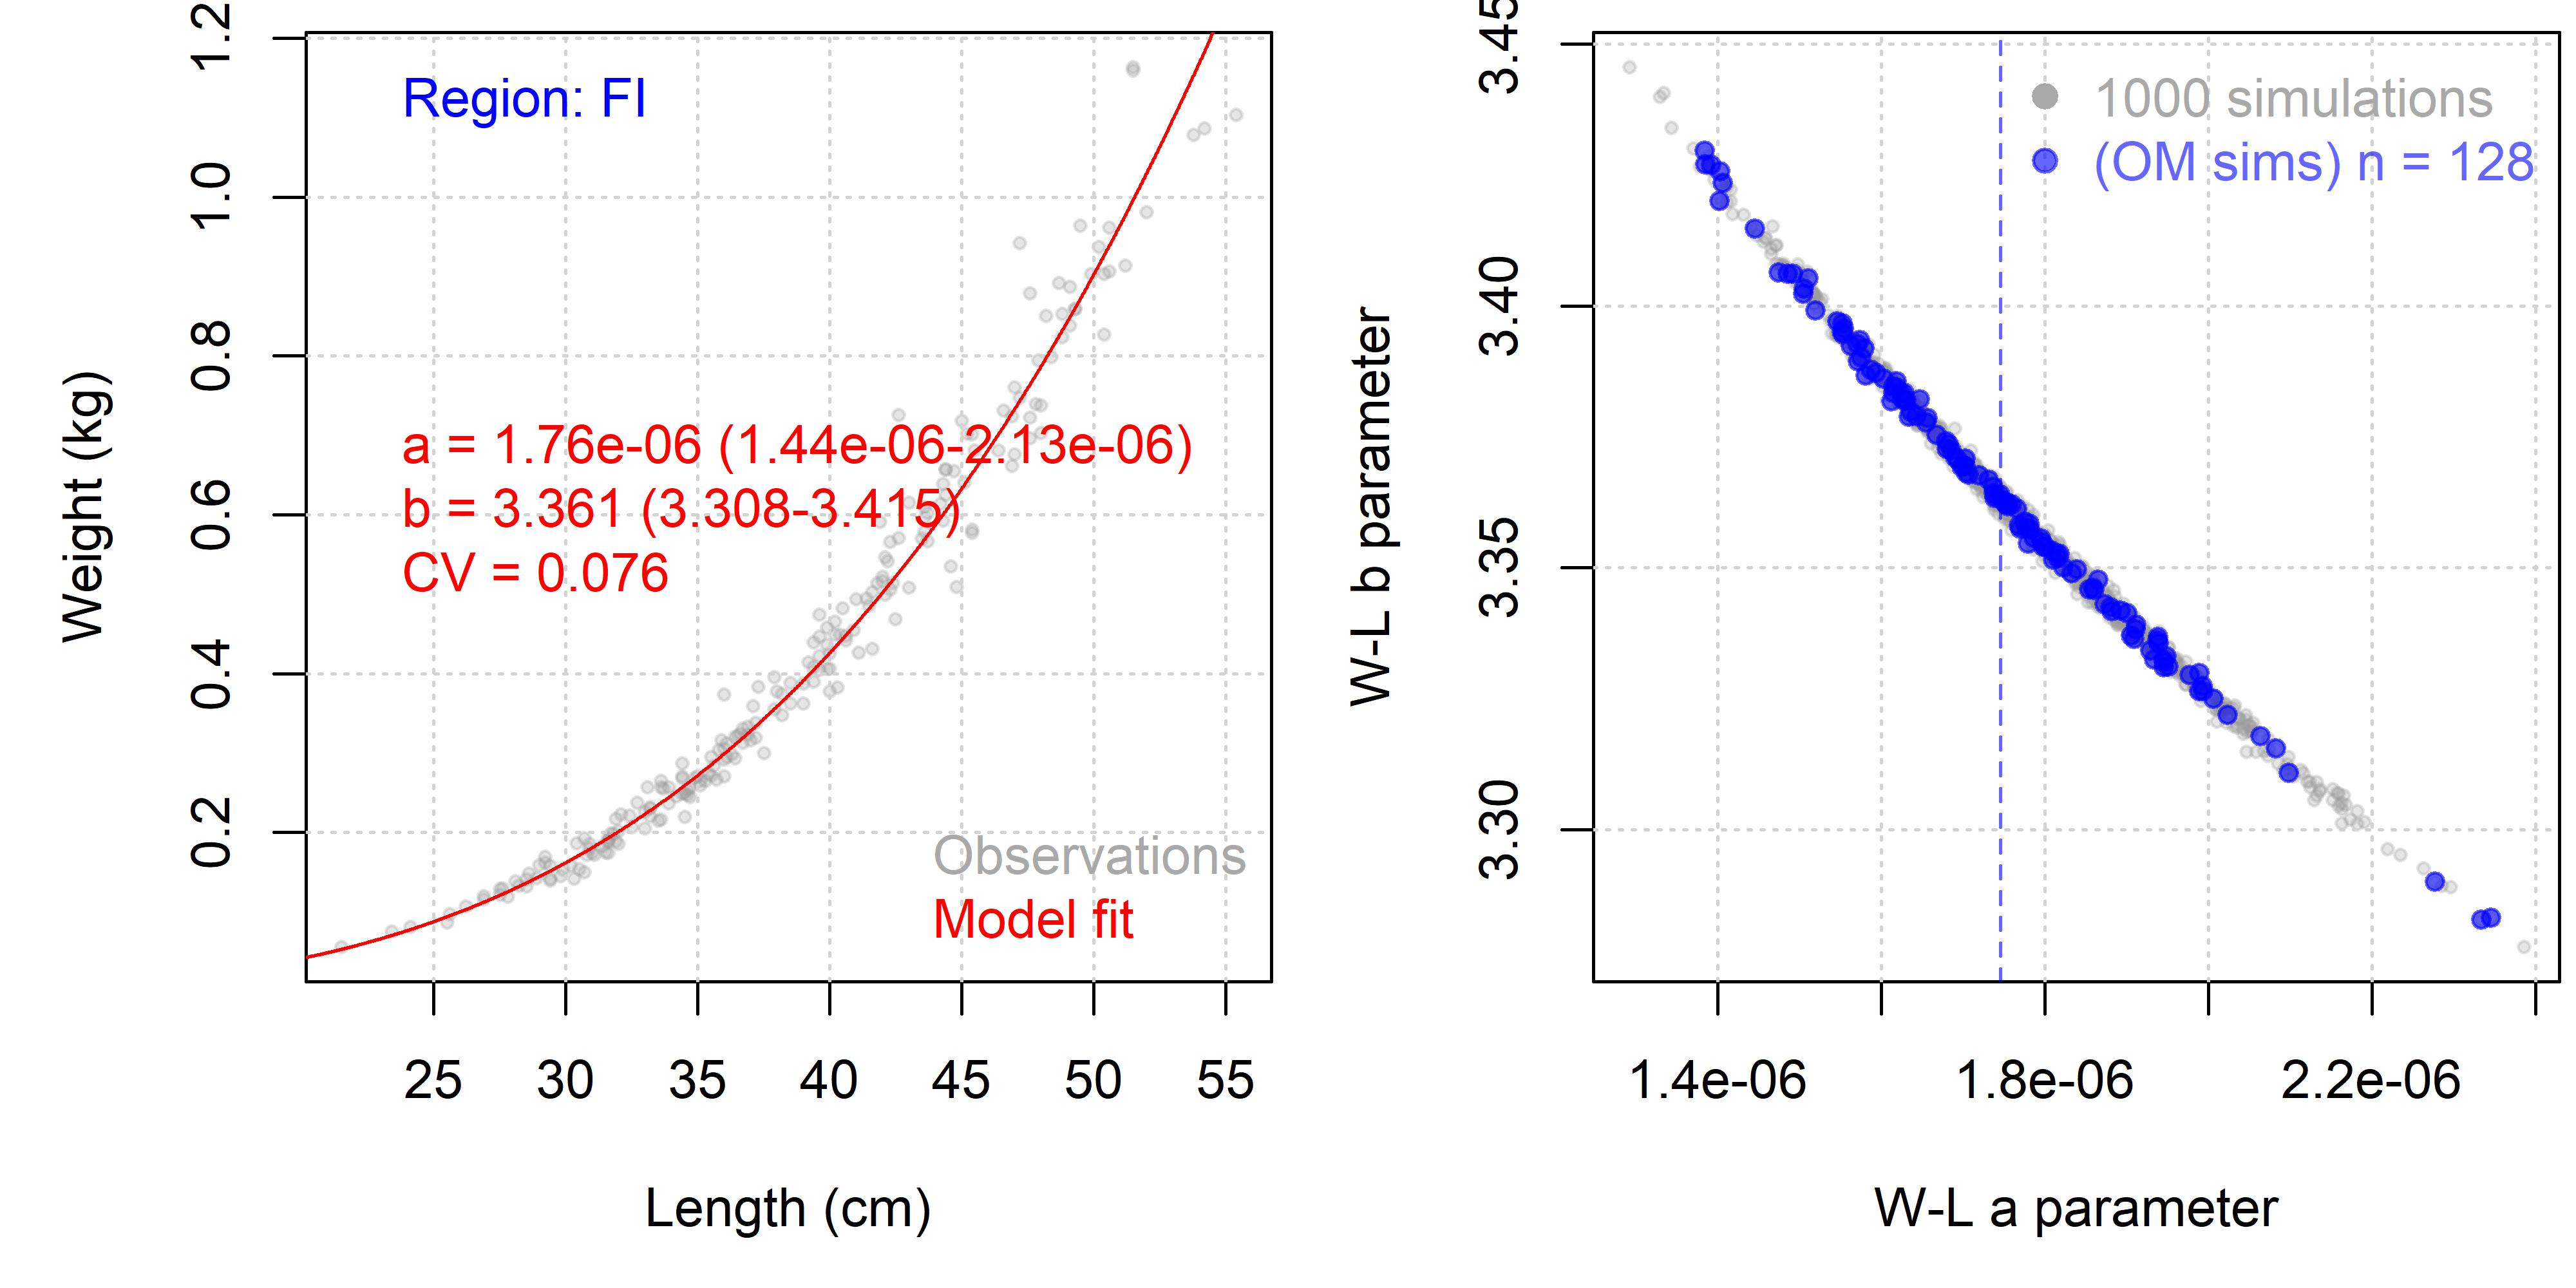 Region: FI
a = 1.76e-06 (1.44e-06-2.13e-06)
b = 3.361 (3.308-3.415)
CV = 0.076
Observations
Model fit
Weight (kg)
1.2
1.0
0.8
0.6
0.4
0.2
25 30 35 40 45 50 55
Length (cm)
1000 simulations
(OM sims) n = 128
W-L b parameter
3.45
3.40
3.35
3.30
1.4e-06 1.8e-06 2.2e-06
W-L a parameter